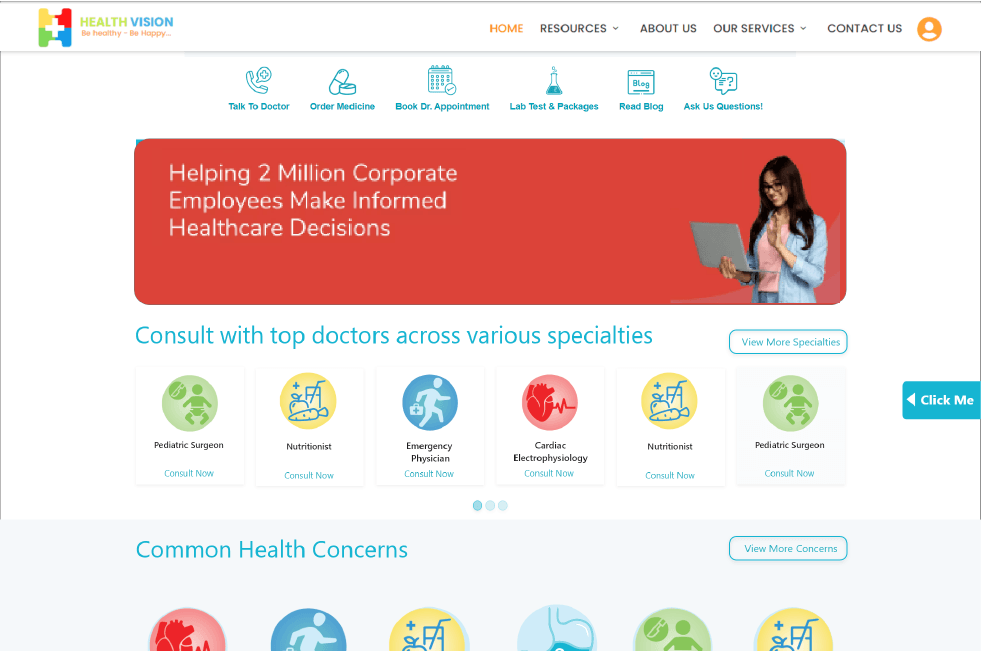 HEALTH VISION
Be healthy - Be Happy...
HOME RESOURCES ABOUT US OUR SERVICES CONTACT US
Talk To Doctor Order Medicine Book Dr. Appointment Lab Test & Packages Blog Read Blog ? Ask Us Questions!
Helping 2 Million Corporate
Employees Make Informed
Healthcare Decisions
Consult with top doctors across various specialties
View More Specialties
Pediatric Surgeon
Consult Now
Nutritionist
Consult Now
Emergency
Physician
Consult Now
Cardiac
Electrophysiology
Consult Now
Nutritionist
Consult Now
Pediatric Surgeon
Consult Now
Click Me
Common Health Concerns
View More Concerns